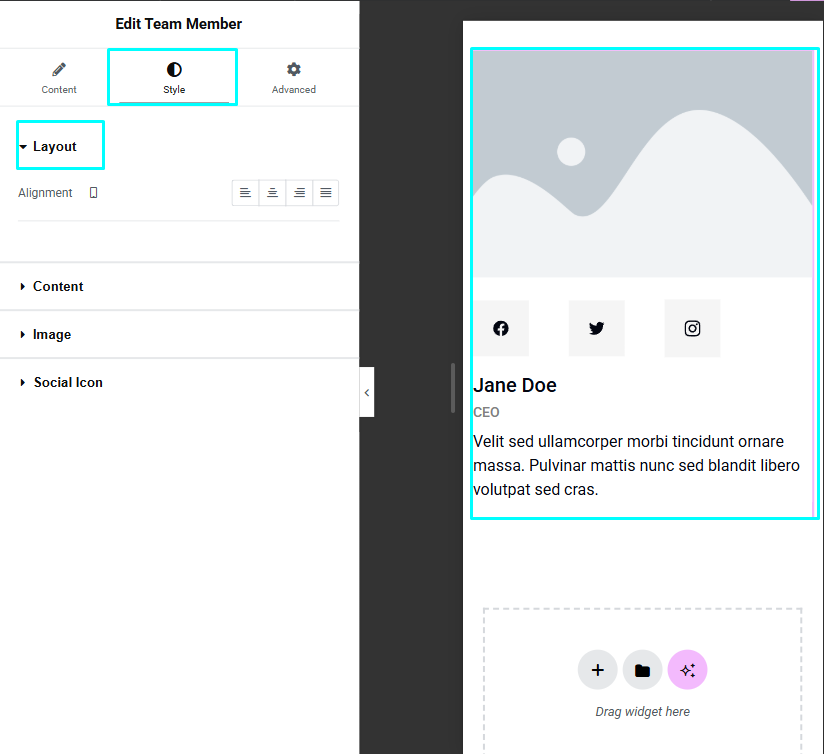 Edit Team Member
Content
Style
Advanced
Layout
Alignment
Content
Image
Social Icon
Jane Doe
CEO
Velit sed ullamcorper morbi tincidunt ornare
massa. Pulvinar mattis nunc sed blandit libero
volutpat sed cras.
Drag widget here